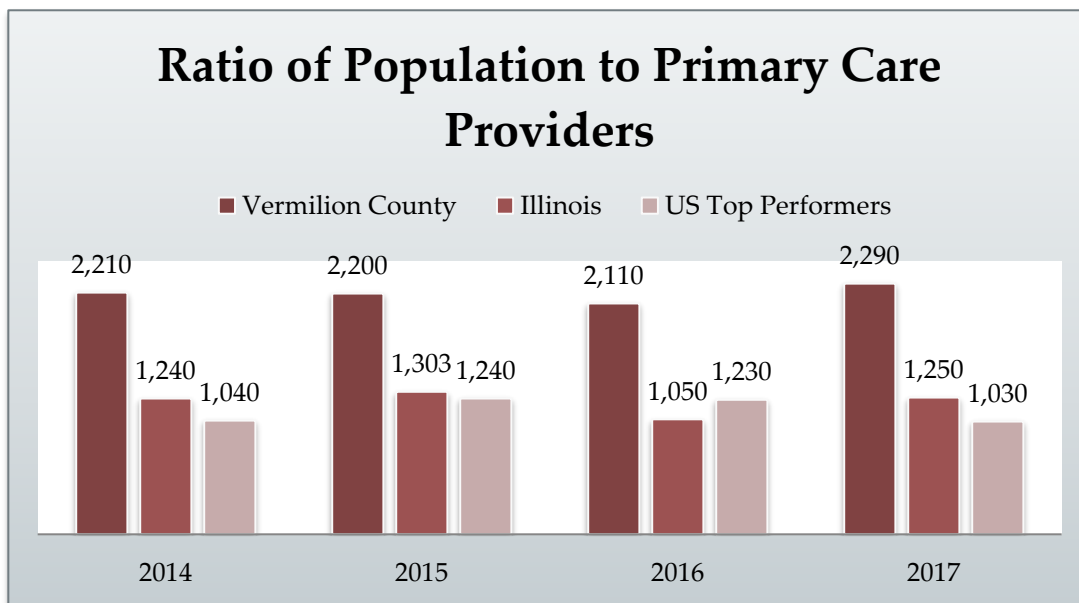 Ratio of Population to Primary Care
Providers
Vermilion County Illinois US Top Performers
2,210 1,240 1,040
2,200 1,303 1,240
2,110 1,050 1,230
2,290 1,250 1,030
2014 2015 2016 2017